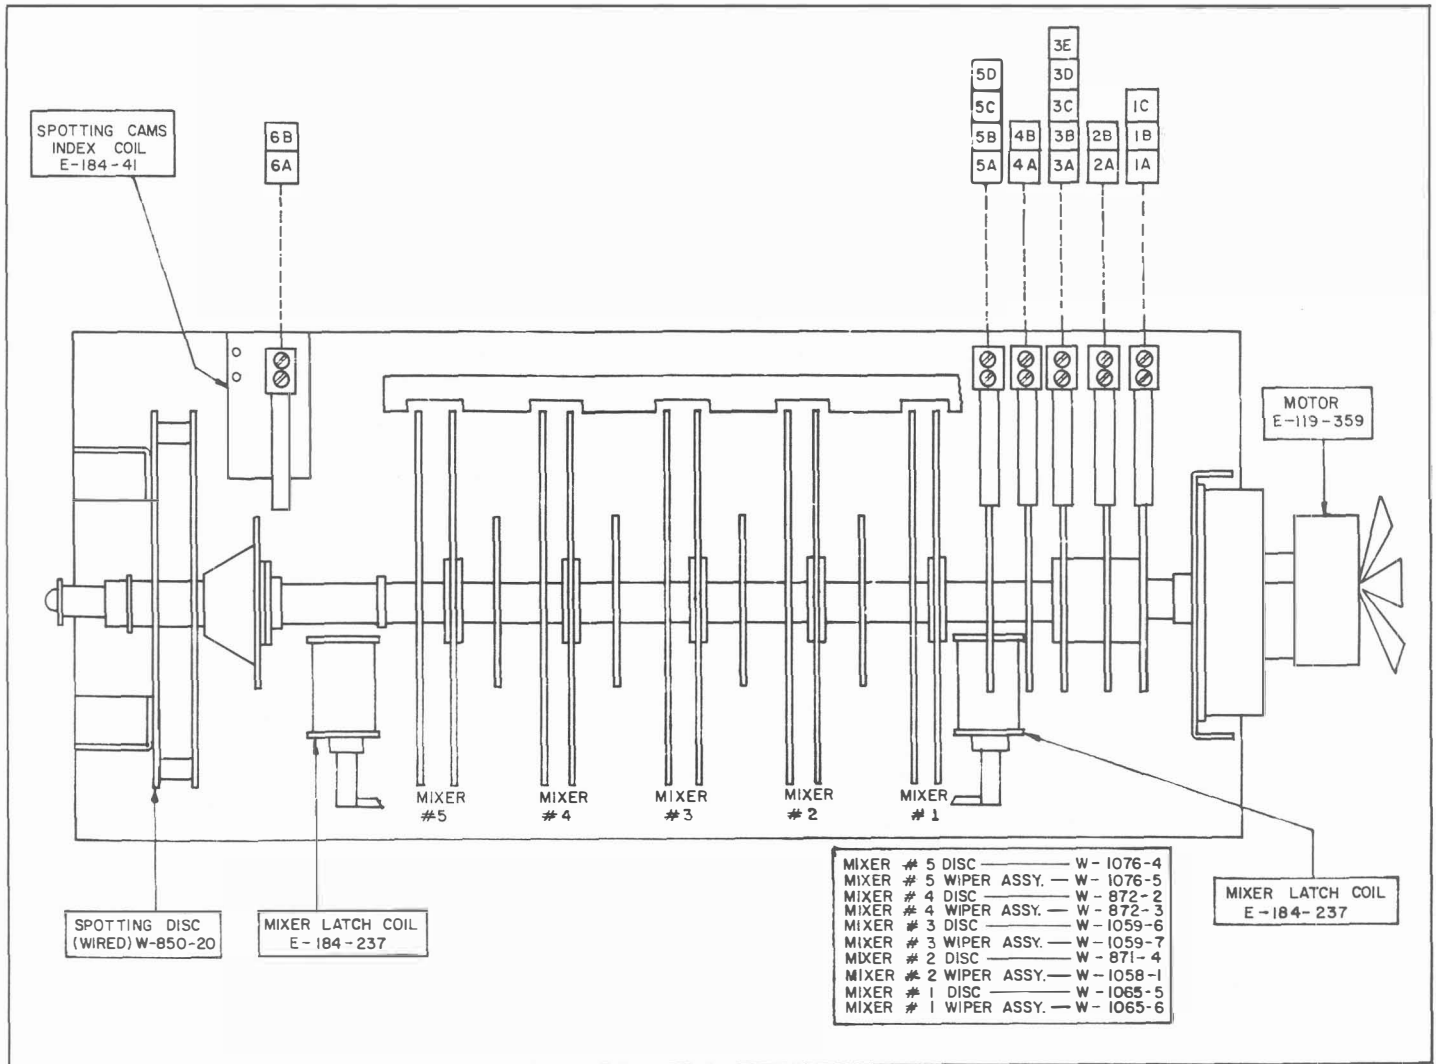 3E
5D 3D
5C 3C 1C
6B 5B 4B 3B 2B 1B
6A 5A 4A 3A 2A 1A
SPOTTING CAMS
INDEX COIL
E-184-41
MOTOR
E-119-359
MIXER
#5
MIXER
#4
MIXER
#3
MIXER
#2
MIXER
#1
MIXER # 5 DISC — W-1076-4
MIXER # 5 WIPER ASSY. — W-1076-5
MIXER # 4 DISC — W-872-2
MIXER # 4 WIPER ASSY. — W-872-3
MIXER # 3 DISC — W-1059-6
MIXER # 3 WIPER ASSY. — W-1059-7
MIXER # 2 DISC — W-871-4
MIXER # 2 WIPER ASSY. — W-1058-1
MIXER # 1 DISC — W-1065-5
MIXER # 1 WIPER ASSY. — W-1065-6
SPOTTING DISC
(WIRED) W-850-20
MIXER LATCH COIL
E-184-237
MIXER LATCH COIL
E-184-237